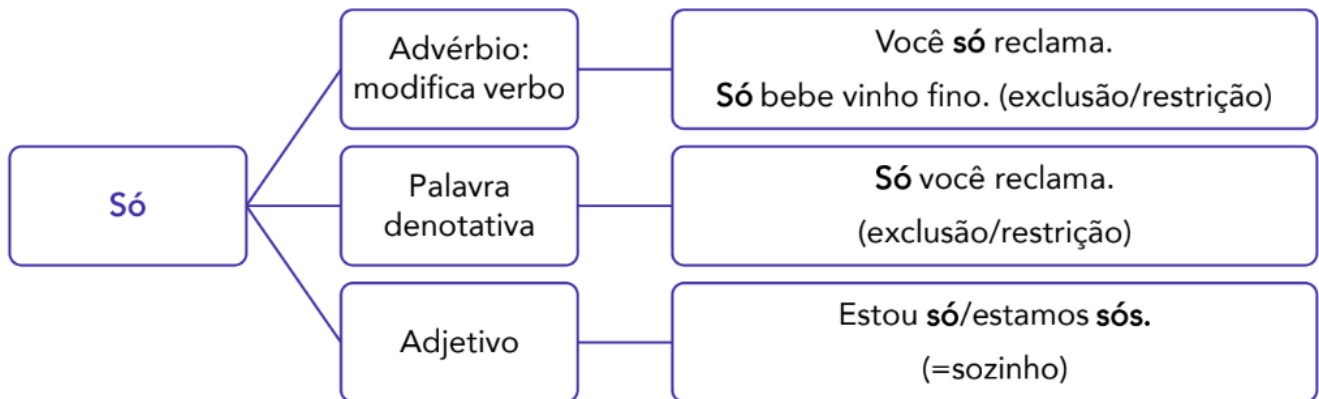 Só
Advérbio:
modifica verbo
Você só reclama.
Só bebe vinho fino. (exclusão/restrição)
Palavra
denotativa
Só você reclama.
(exclusão/restrição)
Adjetivo
Estou só/estamos sós.
(=sozinho)